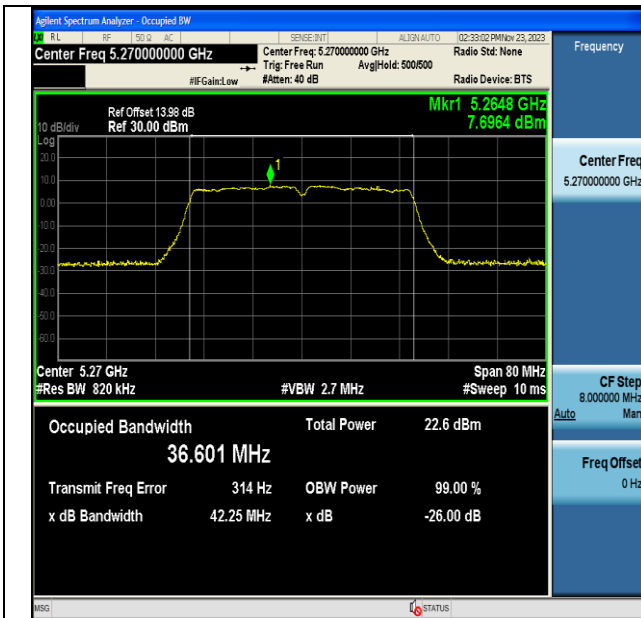 Agilent Spectrum Analyzer - Occupied BW
RL RF 50 Ω AC SENSE:INT ALIGN AUTO 02:33:02 PM Nov 23, 2023
Center Freq 5.270000000 GHz Center Freq: 5.270000000 GHz Radio Std: None
Trig: Free Run Avg|Hold: 500/500
#IFGain:Low #Atten: 40 dB Radio Device: BTS
Frequency
Ref Offset 13.98 dB Mkr1 5.2648 GHz
10 dB/div Ref 30.00 dBm 7.6964 dBm
Log
20.0
1
10.0
0.00
-10.0
-20.0
-30.0
-40.0
-50.0
-60.0
Center 5.27 GHz Span 80 MHz
#Res BW 820 kHz #VBW 2.7 MHz #Sweep 10 ms
Occupied Bandwidth Total Power 22.6 dBm
36.601 MHz
Transmit Freq Error 314 Hz OBW Power 99.00 %
x dB Bandwidth 42.25 MHz x dB -26.00 dB
Center Freq
5.270000000 GHz
CF Step
8.000000 MHz
Auto Man
Freq Offset
0 Hz
MSG STATUS